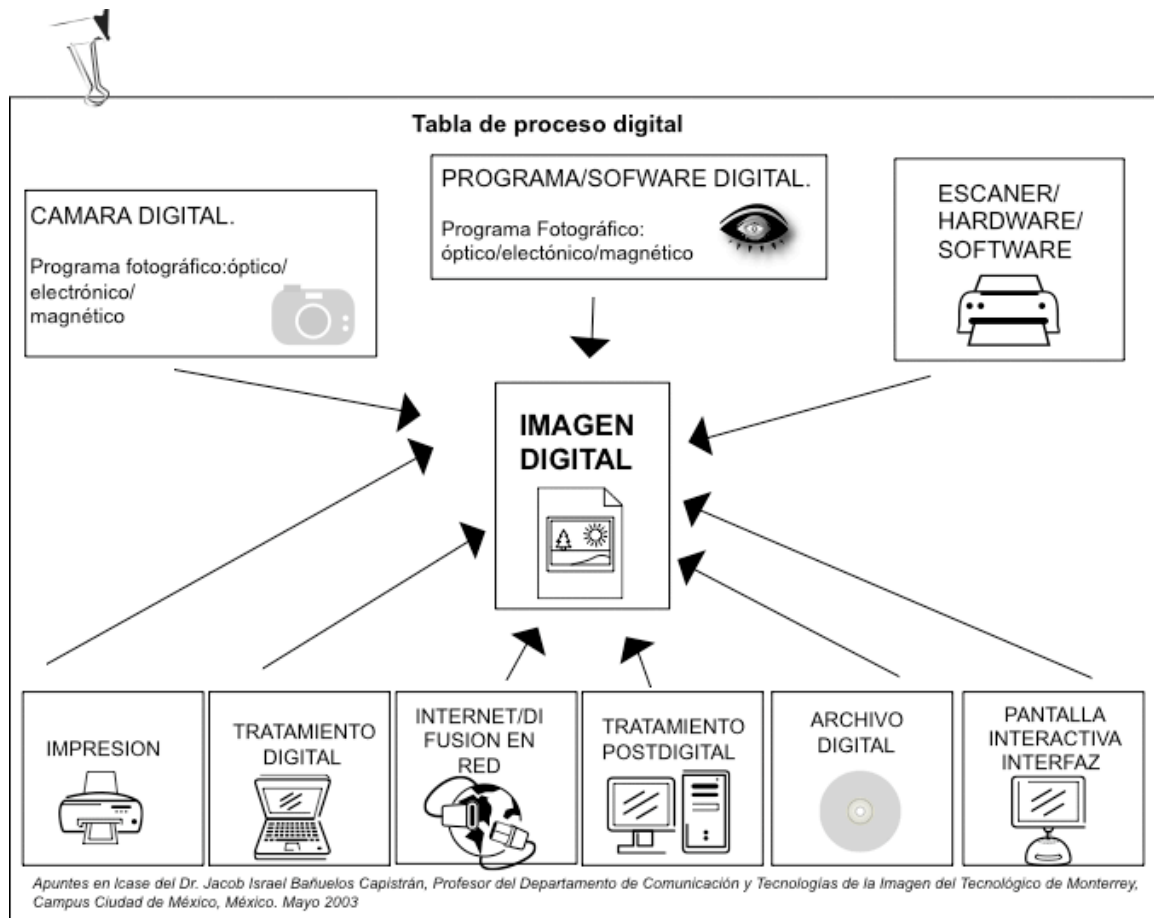 Tabla de proceso digital
CAMARA DIGITAL.
Programa fotográfico:óptico/
electrónico/
magnético
PROGRAMA/SOFWARE DIGITAL.
Programa Fotográfico:
óptico/electónico/magnético
ESCANER/
HARDWARE/
SOFTWARE
IMAGEN
DIGITAL
IMPRESION
TRATAMIENTO
DIGITAL
INTERNET/DI
FUSION EN
RED
TRATAMIENTO
POSTDIGITAL
ARCHIVO
DIGITAL
PANTALLA
INTERACTIVA
INTERFAZ
Apuntes en lcase del Dr. Jacob Israel Bañuelos Capistrán, Profesor del Departamento de Comunicación y Tecnologías de la Imagen del Tecnológico de Monterrey,
Campus Ciudad de México, México. Mayo 2003